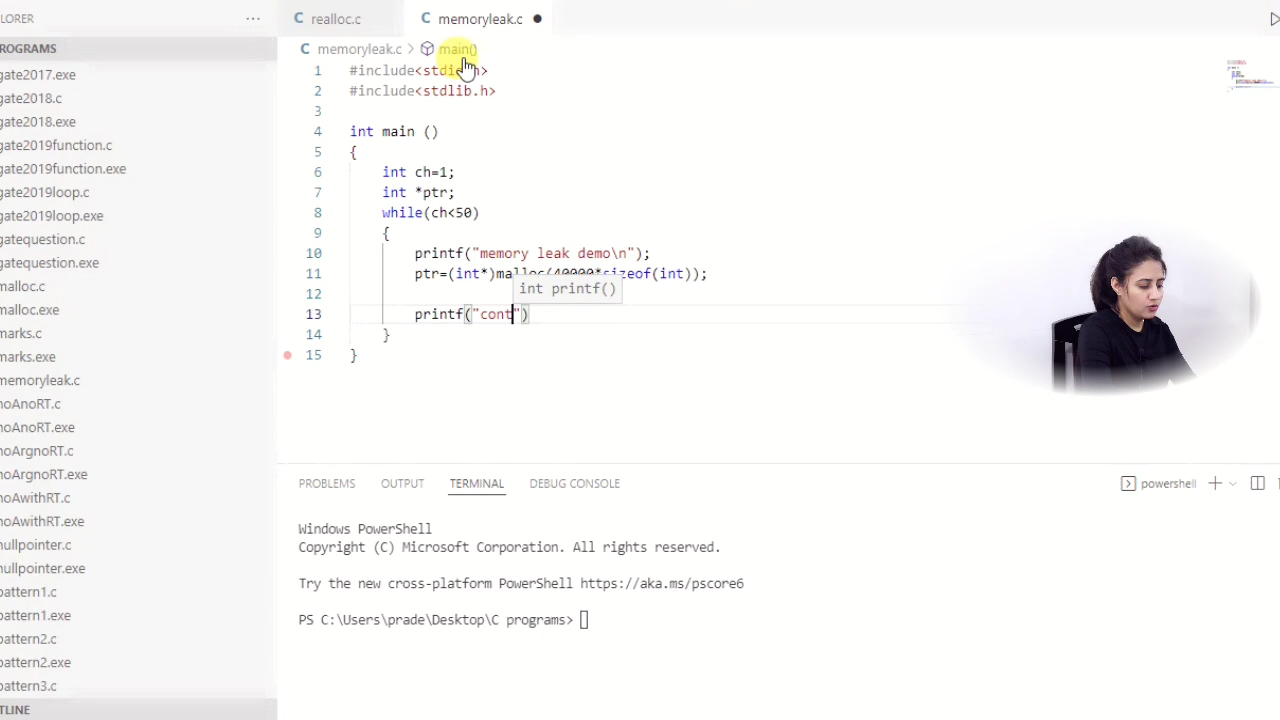 LORER ···
ROGRAMS
gate2017.exe
gate2018.c
gate2018.exe
gate2019function.c
gate2019function.exe
gate2019loop.c
gate2019loop.exe
gatequestion.c
gatequestion.exe
malloc.c
malloc.exe
marks.c
marks.exe
memoryleak.c
noAnoRT.c
noAnoRT.exe
noArgnoRT.c
noArgnoRT.exe
noAwithRT.c
noAwithRT.exe
nullpointer.c
nullpointer.exe
pattern1.c
pattern1.exe
pattern2.c
pattern2.exe
pattern3.c
TLINE
C realloc.c C memoryleak.c
C memoryleak.c > main()
1 #include<stdio.h>
2 #include<stdlib.h>
3
4 int main ()
5 {
6 int ch=1;
7 int *ptr;
8 while(ch<50)
9 {
10 printf("memory leak demo\n");
11 ptr=(int*)malloc(40000*sizeof(int));
int printf()
12
13 printf("cont")
14 }
15 }
PROBLEMS OUTPUT TERMINAL DEBUG CONSOLE powershell
Windows PowerShell
Copyright (C) Microsoft Corporation. All rights reserved.
Try the new cross-platform PowerShell https://aka.ms/pscore6
PS C:\Users\prade\Desktop\C programs>